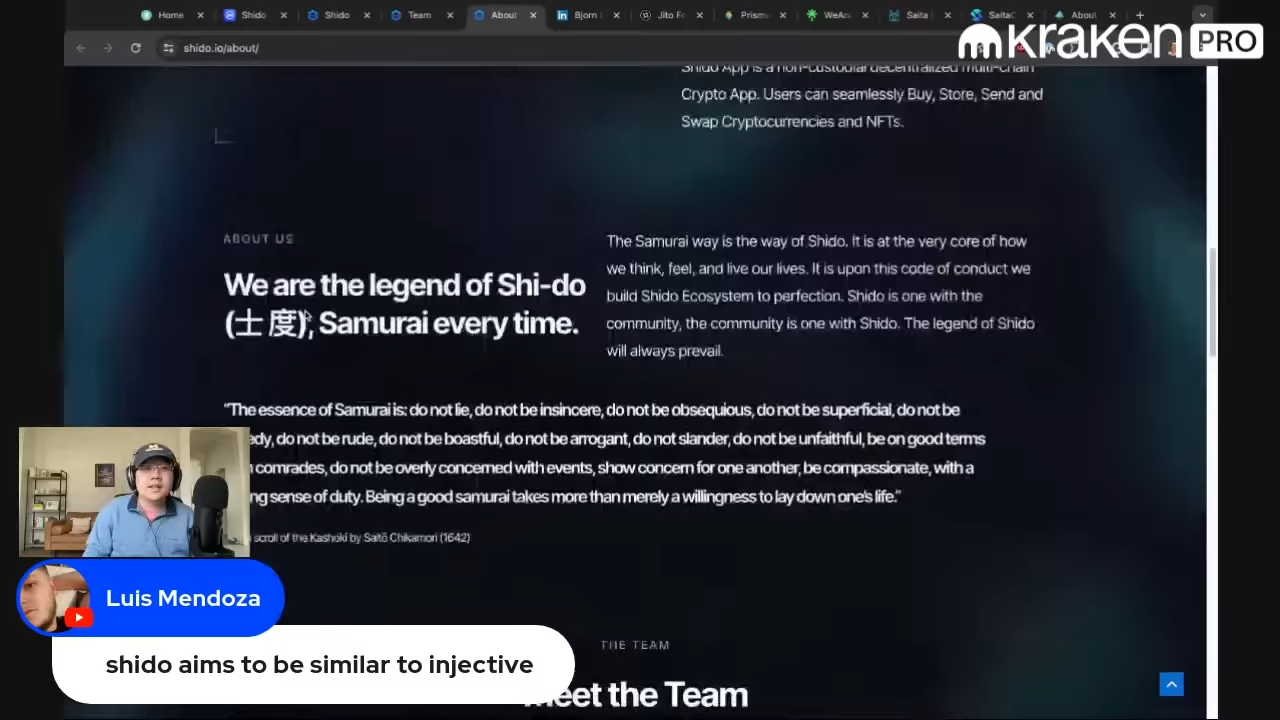 Home
Shido
Shido
Team
About
Bjorn
Jito F
Prism
WeAre
Saita
Saita
About
shido.io/about/
kraken PRO
Shido App is a non-custodial decentralized multi-chain
Crypto App. Users can seamlessly Buy, Store, Send and
Swap Cryptocurrencies and NFTs.
ABOUT US
We are the legend of Shi-do
(士 度), Samurai every time.
The Samurai way is the way of Shido. It is at the very core of how
we think, feel, and live our lives. It is upon this code of conduct we
build Shido Ecosystem to perfection. Shido is one with the
community, the community is one with Shido. The legend of Shido
will always prevail.
“The essence of Samurai is: do not lie, do not be insincere, do not be obsequious, do not be superficial, do not be
do not be rude, do not be boastful, do not be arrogant, do not slander, do not be unfaithful, be on good terms
comrades, do not be overly concerned with events, show concern for one another, be compassionate, with a
sense of duty. Being a good samurai takes more than merely a willingness to lay down one's life.”
scroll of the Kashoki by Saitō Chikamori (1642)
THE TEAM
Meet the Team
Luis Mendoza
shido aims to be similar to injective